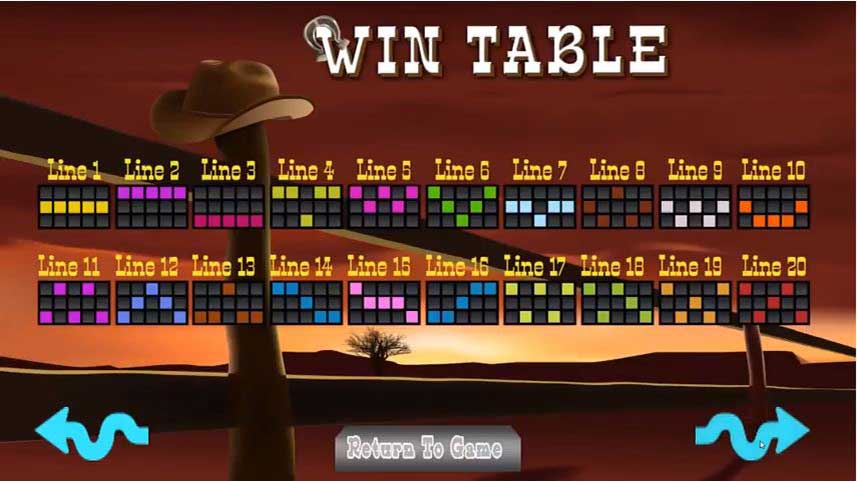 WIN TABLE
Line 1 Line 2 Line 3 Line 4 Line 5 Line 6 Line 7 Line 8 Line 9 Line 10
Line 11 Line 12 Line 13 Line 14 Line 15 Line 16 Line 17 Line 18 Line 19 Line 20
Return To Game